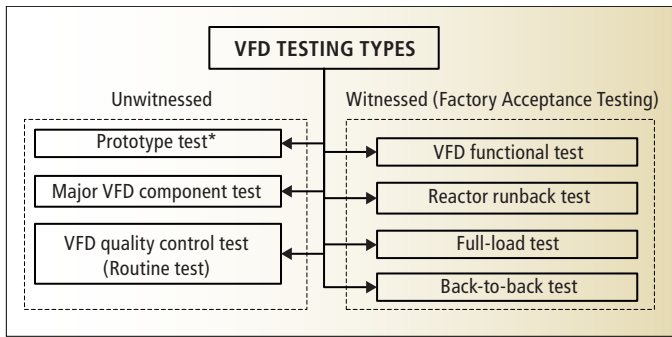 VFD TESTING TYPES
Unwitnessed
Prototype test*
Major VFD component test
VFD quality control test
(Routine test)
Witnessed (Factory Acceptance Testing)
VFD functional test
Reactor runback test
Full-load test
Back-to-back test